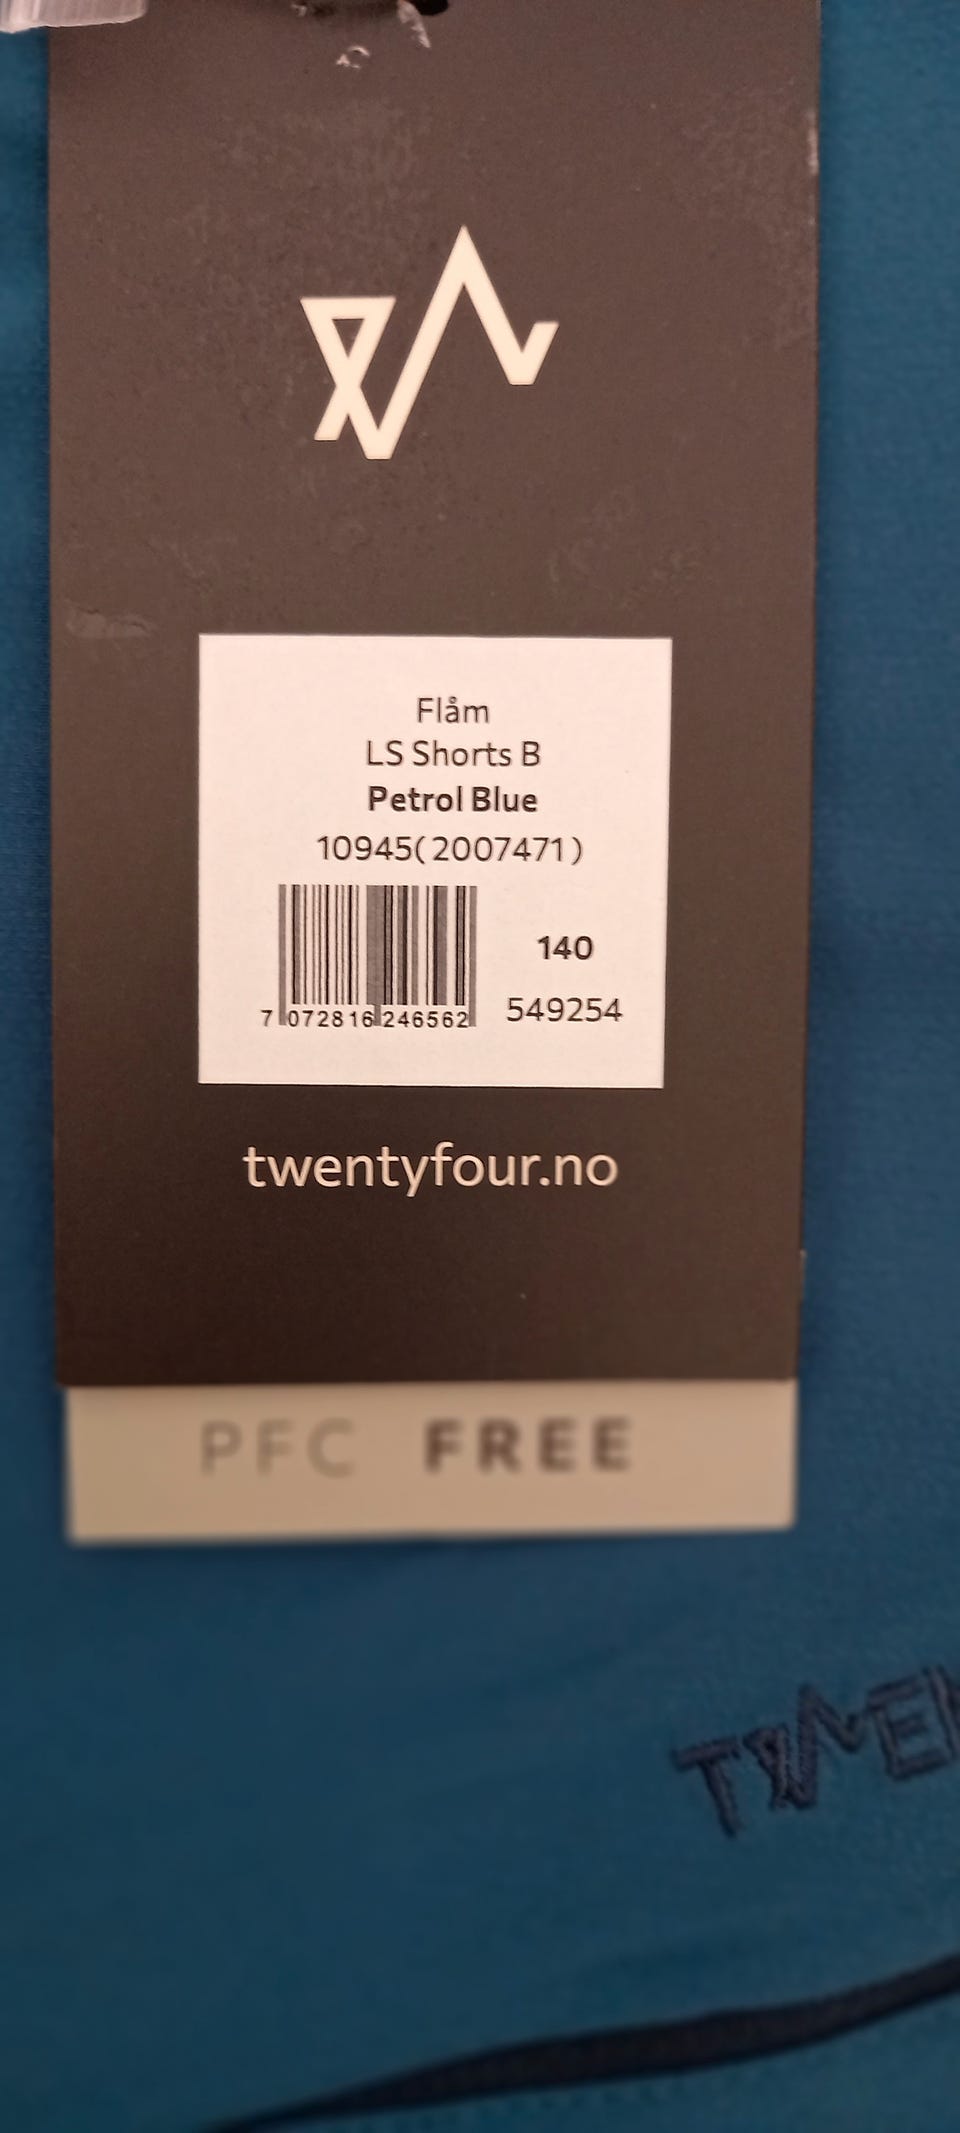 Flåm
LS Shorts B
Petrol Blue
10945(2007471)
140
7 072816 246562
549254
twentyfour.no
PFC FREE